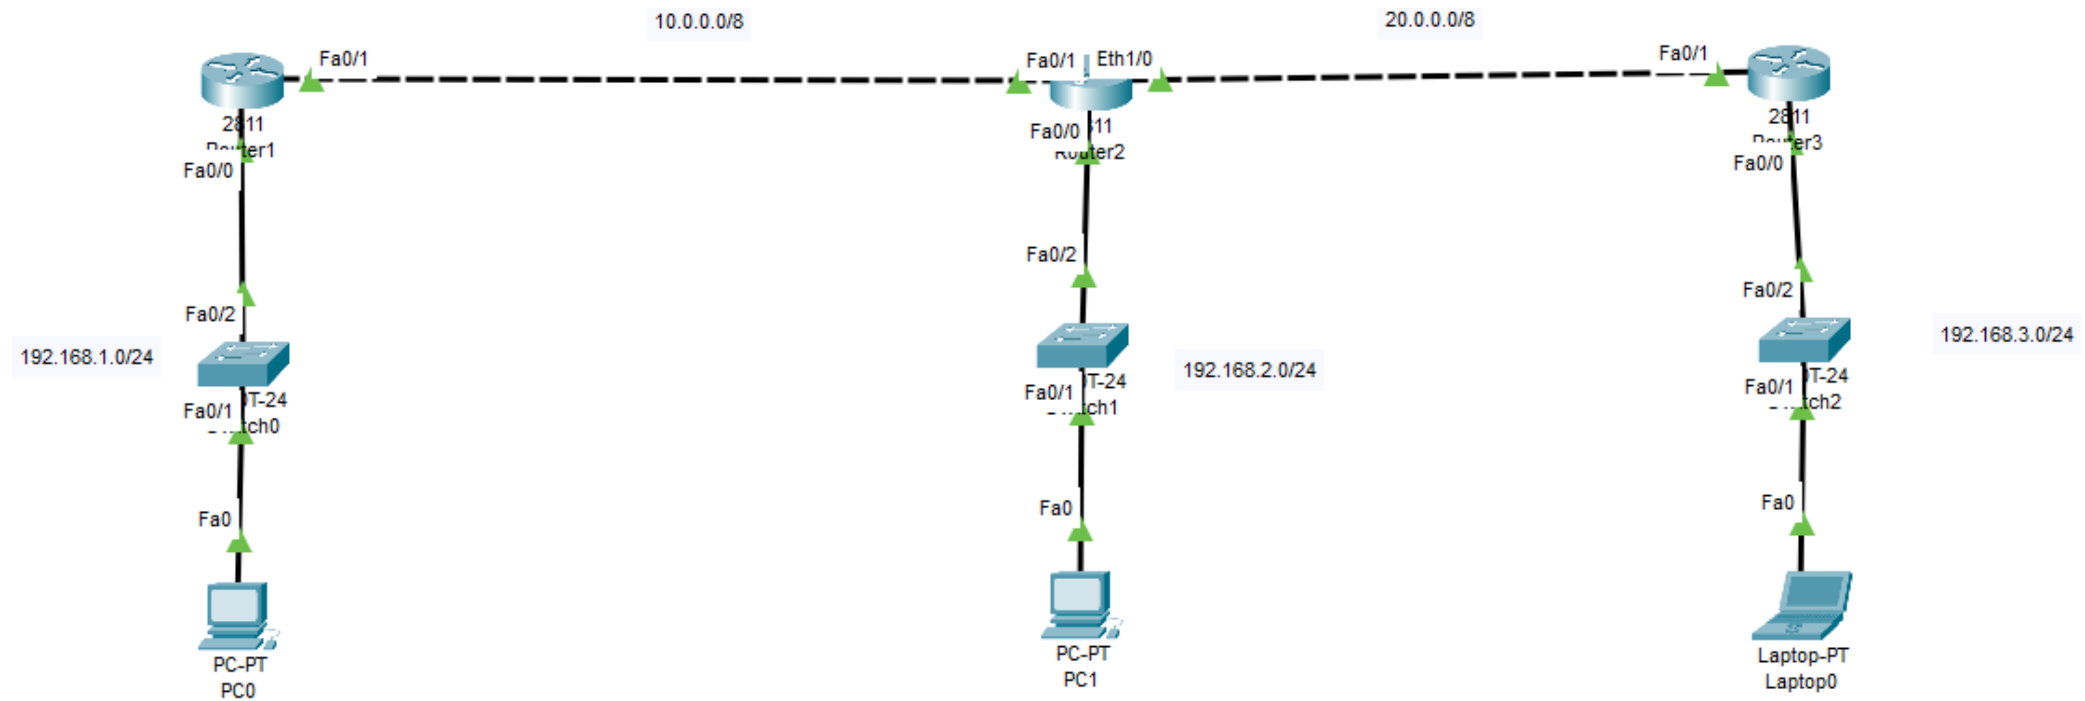 10.0.0.0/8
20.0.0.0/8
Fa0/1
Fa0/1
Eth1/0
Fa0/1
2811
Fa0/0
Fa0/0
2811
Fa0/0
Fa0/2
Fa0/2
Fa0/2
192.168.1.0/24
192.168.2.0/24
192.168.3.0/24
Fa0/1
Fa0/1
Fa0/1
Fa0
Fa0
Fa0
PC-PT
PC0
PC-PT
PC1
Laptop-PT
Laptop0